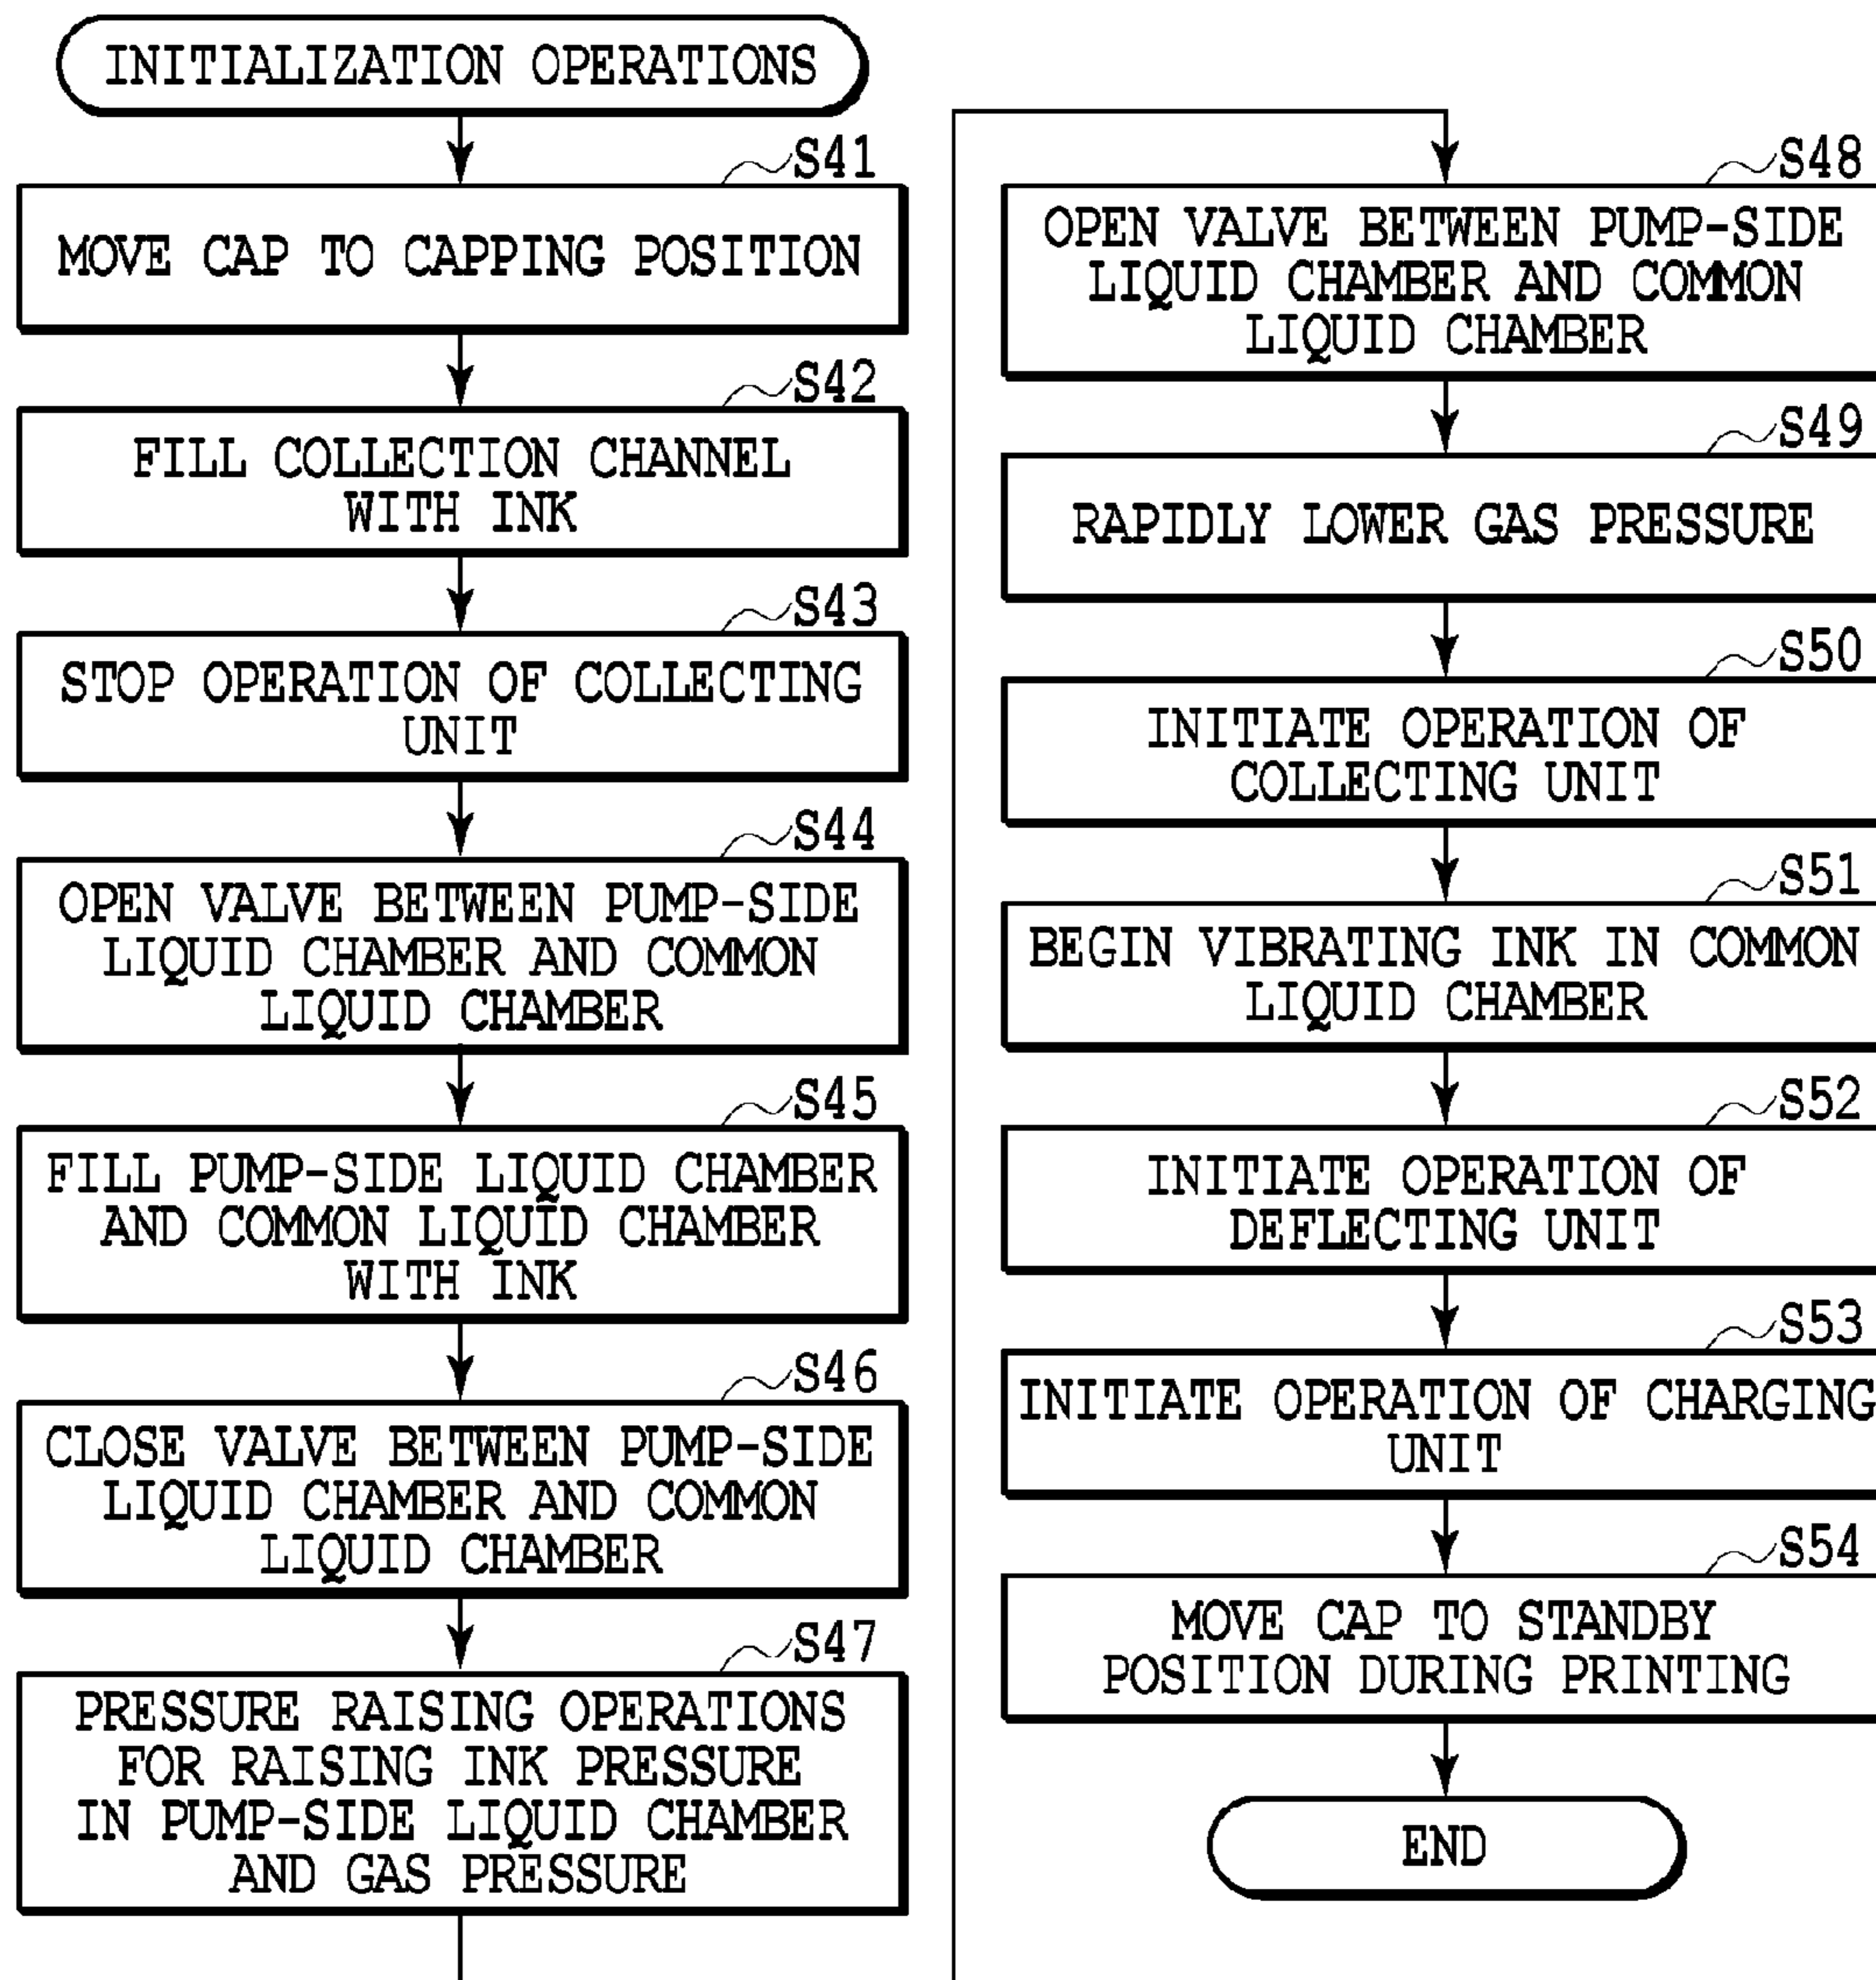 INITIALIZATION OPERATIONS
S41
MOVE CAP TO CAPPING POSITION
S42
FILL COLLECTION CHANNEL
WITH INK
S43
STOP OPERATION OF COLLECTING
UNIT
S44
OPEN VALVE BETWEEN PUMP-SIDE
LIQUID CHAMBER AND COMMON
LIQUID CHAMBER
S45
FILL PUMP-SIDE LIQUID CHAMBER
AND COMMON LIQUID CHAMBER
WITH INK
S46
CLOSE VALVE BETWEEN PUMP-SIDE
LIQUID CHAMBER AND COMMON
LIQUID CHAMBER
S47
PRESSURE RAISING OPERATIONS
FOR RAISING INK PRESSURE
IN PUMP-SIDE LIQUID CHAMBER
AND GAS PRESSURE
S48
OPEN VALVE BETWEEN PUMP-SIDE
LIQUID CHAMBER AND COMMON
LIQUID CHAMBER
S49
RAPIDLY LOWER GAS PRESSURE
S50
INITIATE OPERATION OF
COLLECTING UNIT
S51
BEGIN VIBRATING INK IN COMMON
LIQUID CHAMBER
S52
INITIATE OPERATION OF
DEFLECTING UNIT
S53
INITIATE OPERATION OF CHARGING
UNIT
S54
MOVE CAP TO STANDBY
POSITION DURING PRINTING
END